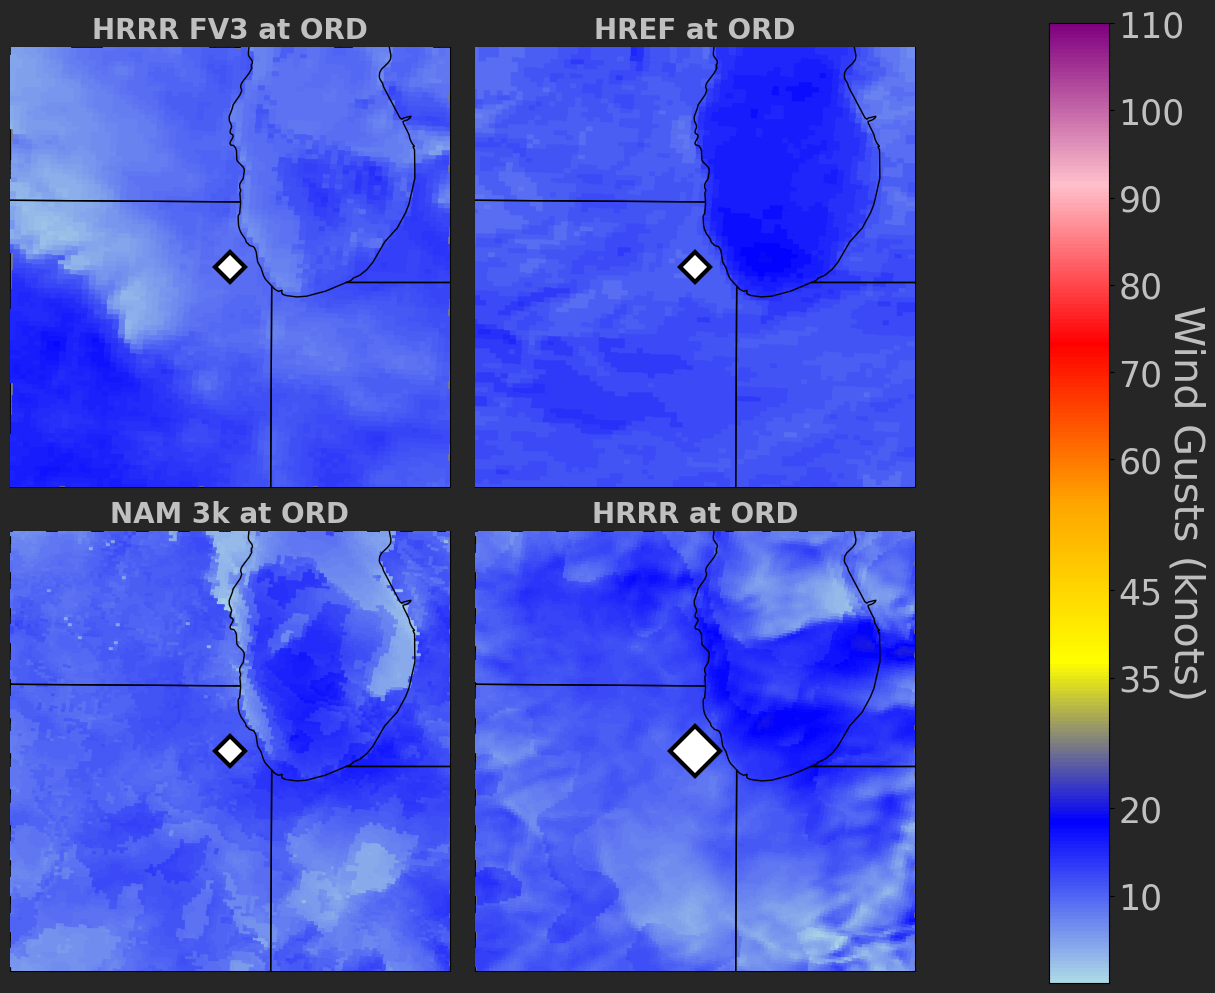 HRRR FV3 at ORD
HREF at ORD
NAM 3k at ORD
HRRR at ORD
110
100
90
80
70
60
45
35
20
10
Wind Gusts (knots)